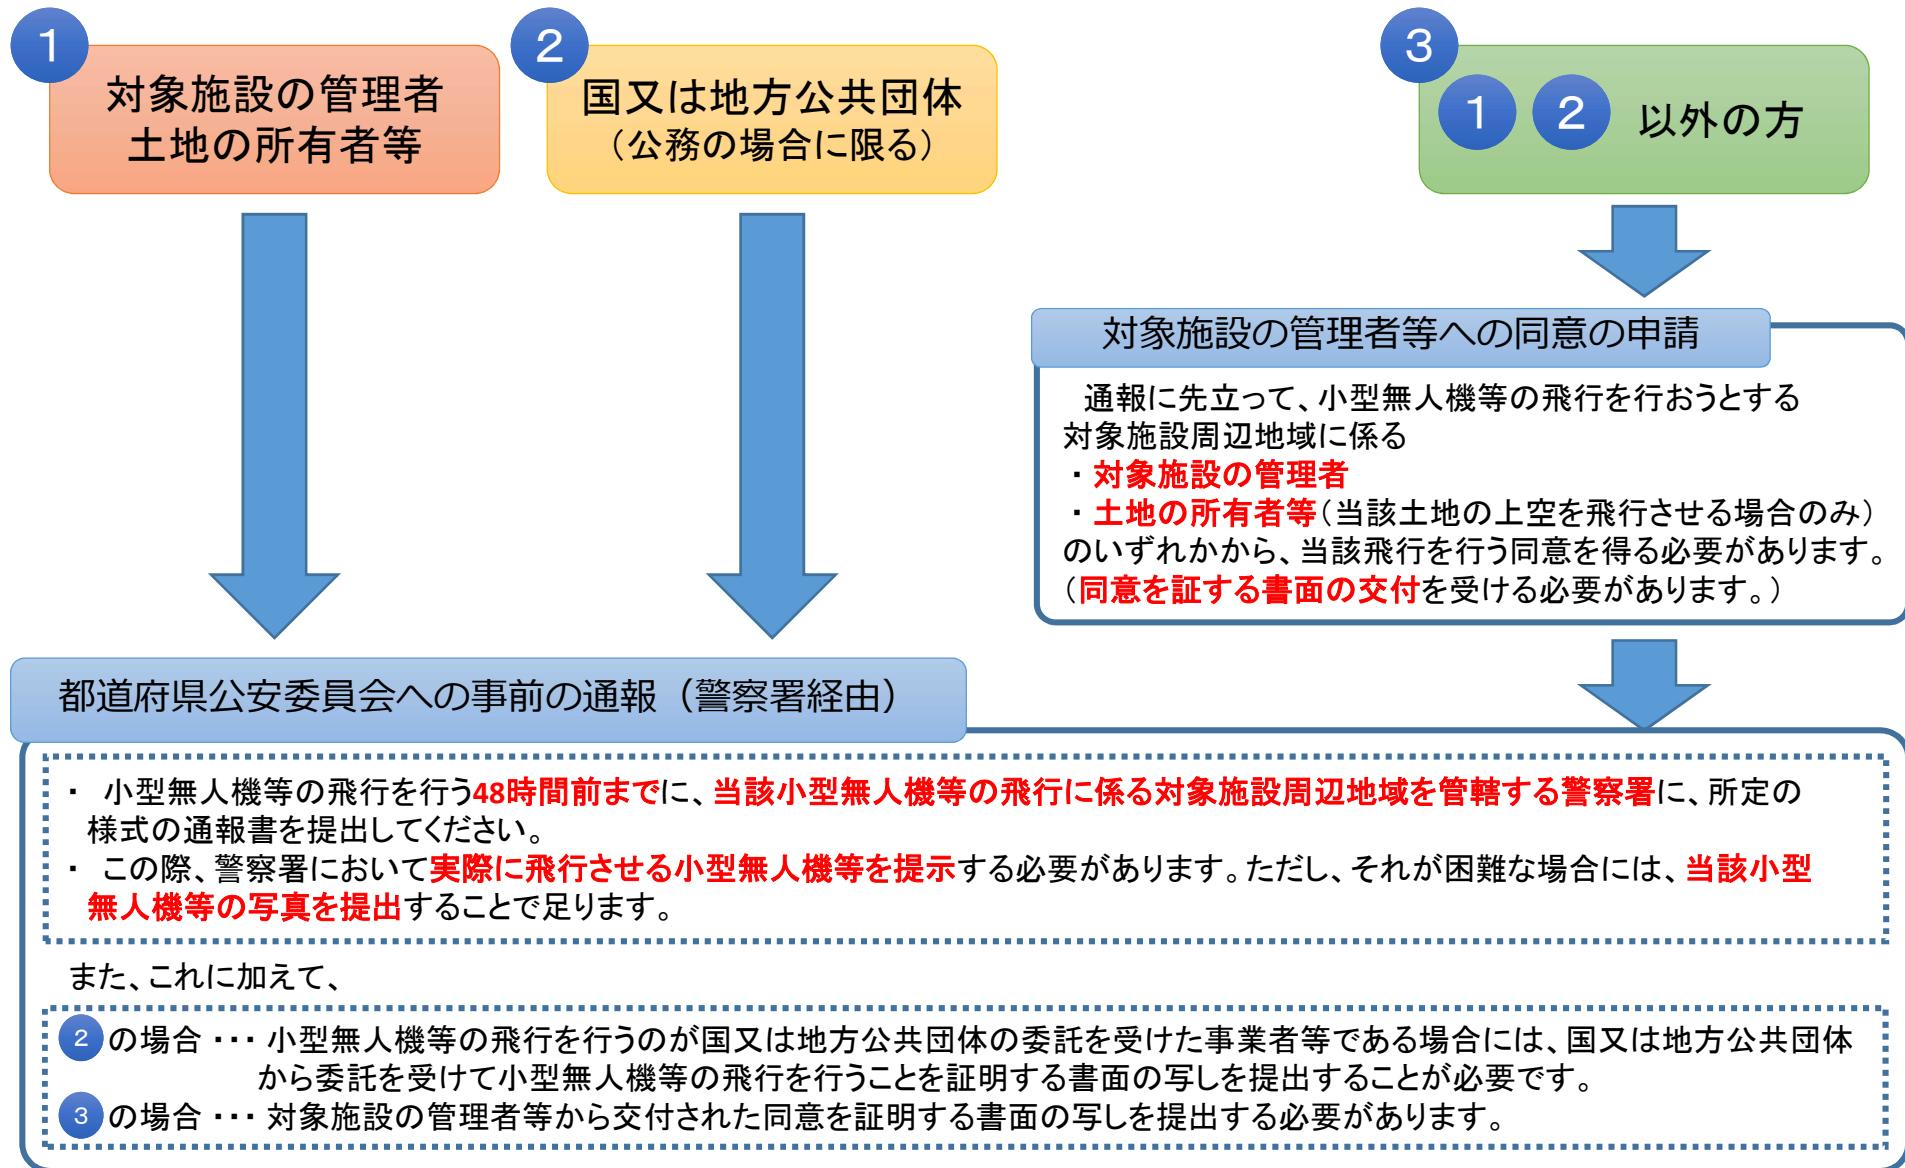 1
対象施設の管理者
土地の所有者等
2
国又は地方公共団体
（公務の場合に限る）
3
1 2 以外の方
対象施設の管理者等への同意の申請
通報に先立って、小型無人機等の飛行を行おうとする
対象施設周辺地域に係る
・対象施設の管理者
・土地の所有者等（当該土地の上空を飛行させる場合のみ）
のいずれかから、当該飛行を行う同意を得る必要があります。
（同意を証する書面の交付を受ける必要があります。）
都道府県公安委員会への事前の通報（警察署経由）
・ 小型無人機等の飛行を行う48時間前までに、当該小型無人機等の飛行に係る対象施設周辺地域を管轄する警察署に、所定の
様式の通報書を提出してください。
・ この際、警察署において実際に飛行させる小型無人機等を提示する必要があります。ただし、それが困難な場合には、当該小型
無人機等の写真を提出することで足ります。
また、これに加えて、
2 の場合 ･･･ 小型無人機等の飛行を行うのが国又は地方公共団体の委託を受けた事業者等である場合には、国又は地方公共団体
から委託を受けて小型無人機等の飛行を行うことを証明する書面の写しを提出することが必要です。
3 の場合 ･･･ 対象施設の管理者等から交付された同意を証明する書面の写しを提出する必要があります。